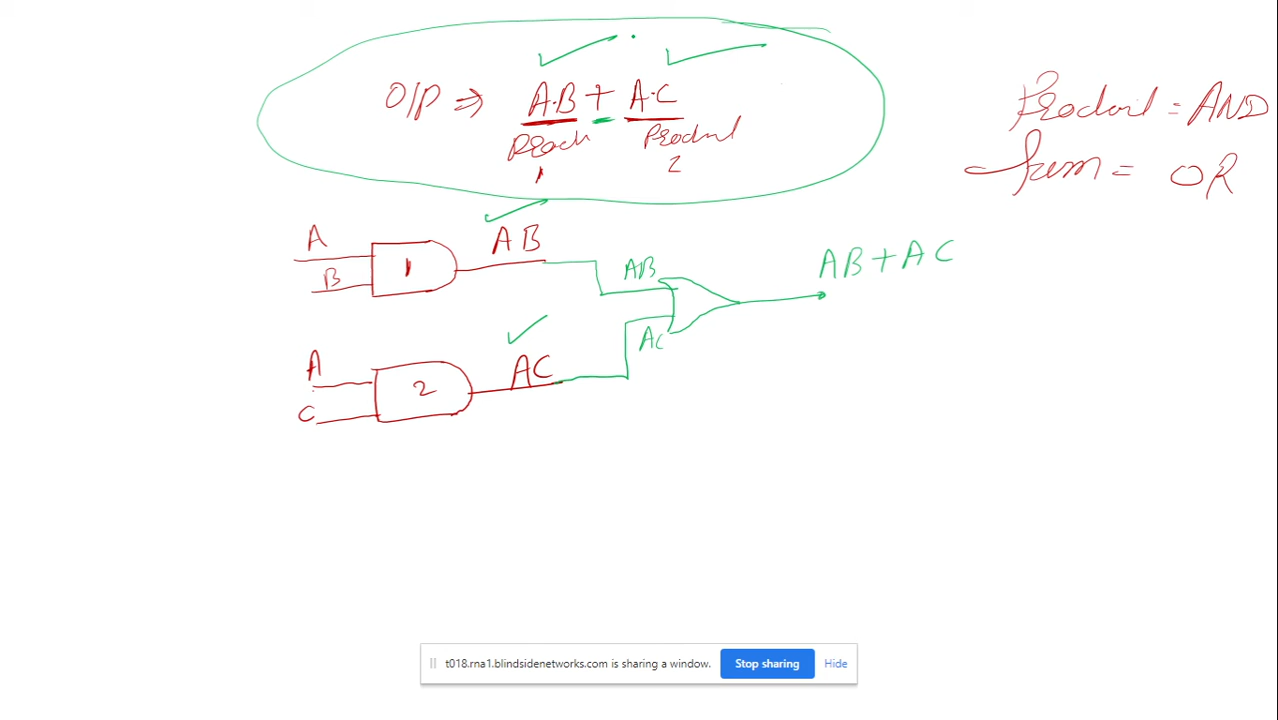 O/P ⇒ A·B + A·C
Product
1 2
Product = AND
Sum = OR
A
B
1
AB
AB
AB+AC
A
C
2
AC
AC
t018.rna1.blindsidenetworks.com is sharing a window.
Stop sharing
Hide